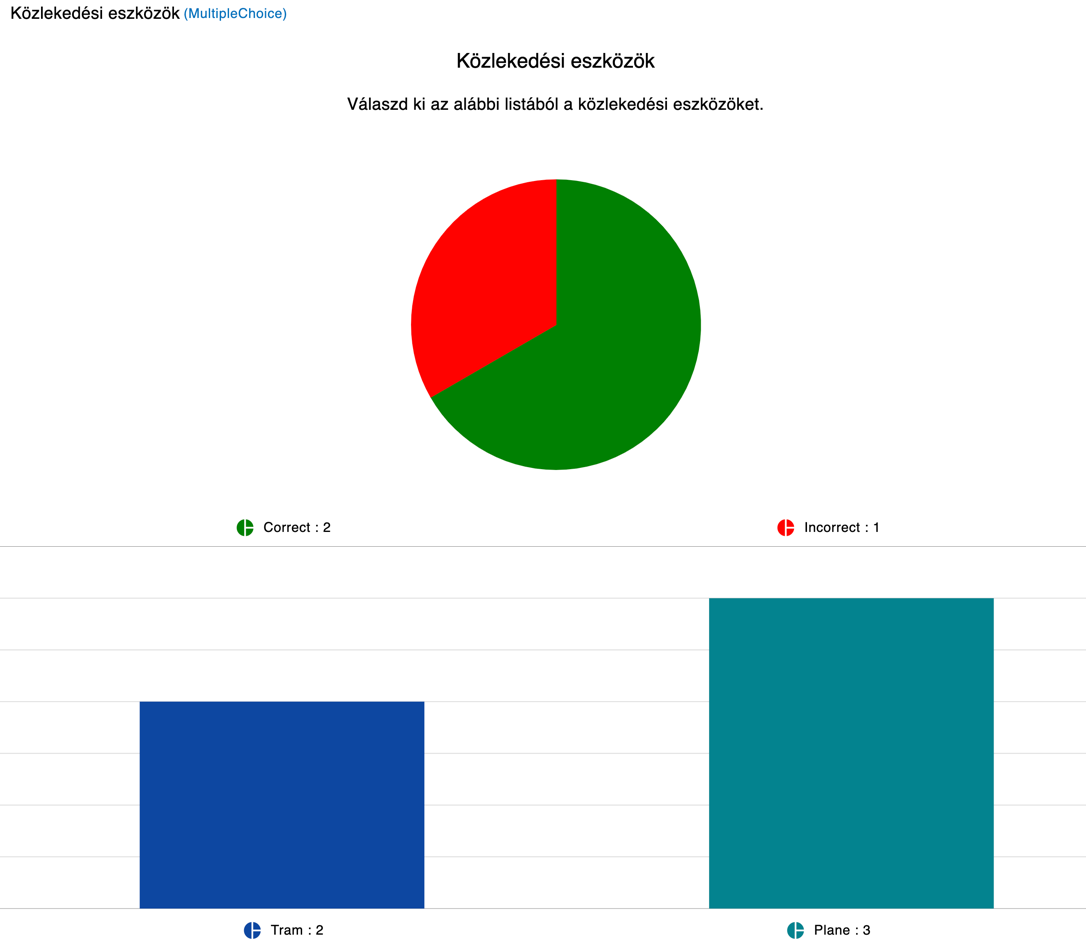 Közlekedési eszközök (MultipleChoice)
Közlekedési eszközök
Válaszd ki az alábbi listából a közlekedési eszközöket.
Correct : 2
Incorrect : 1
Tram : 2
Plane : 3